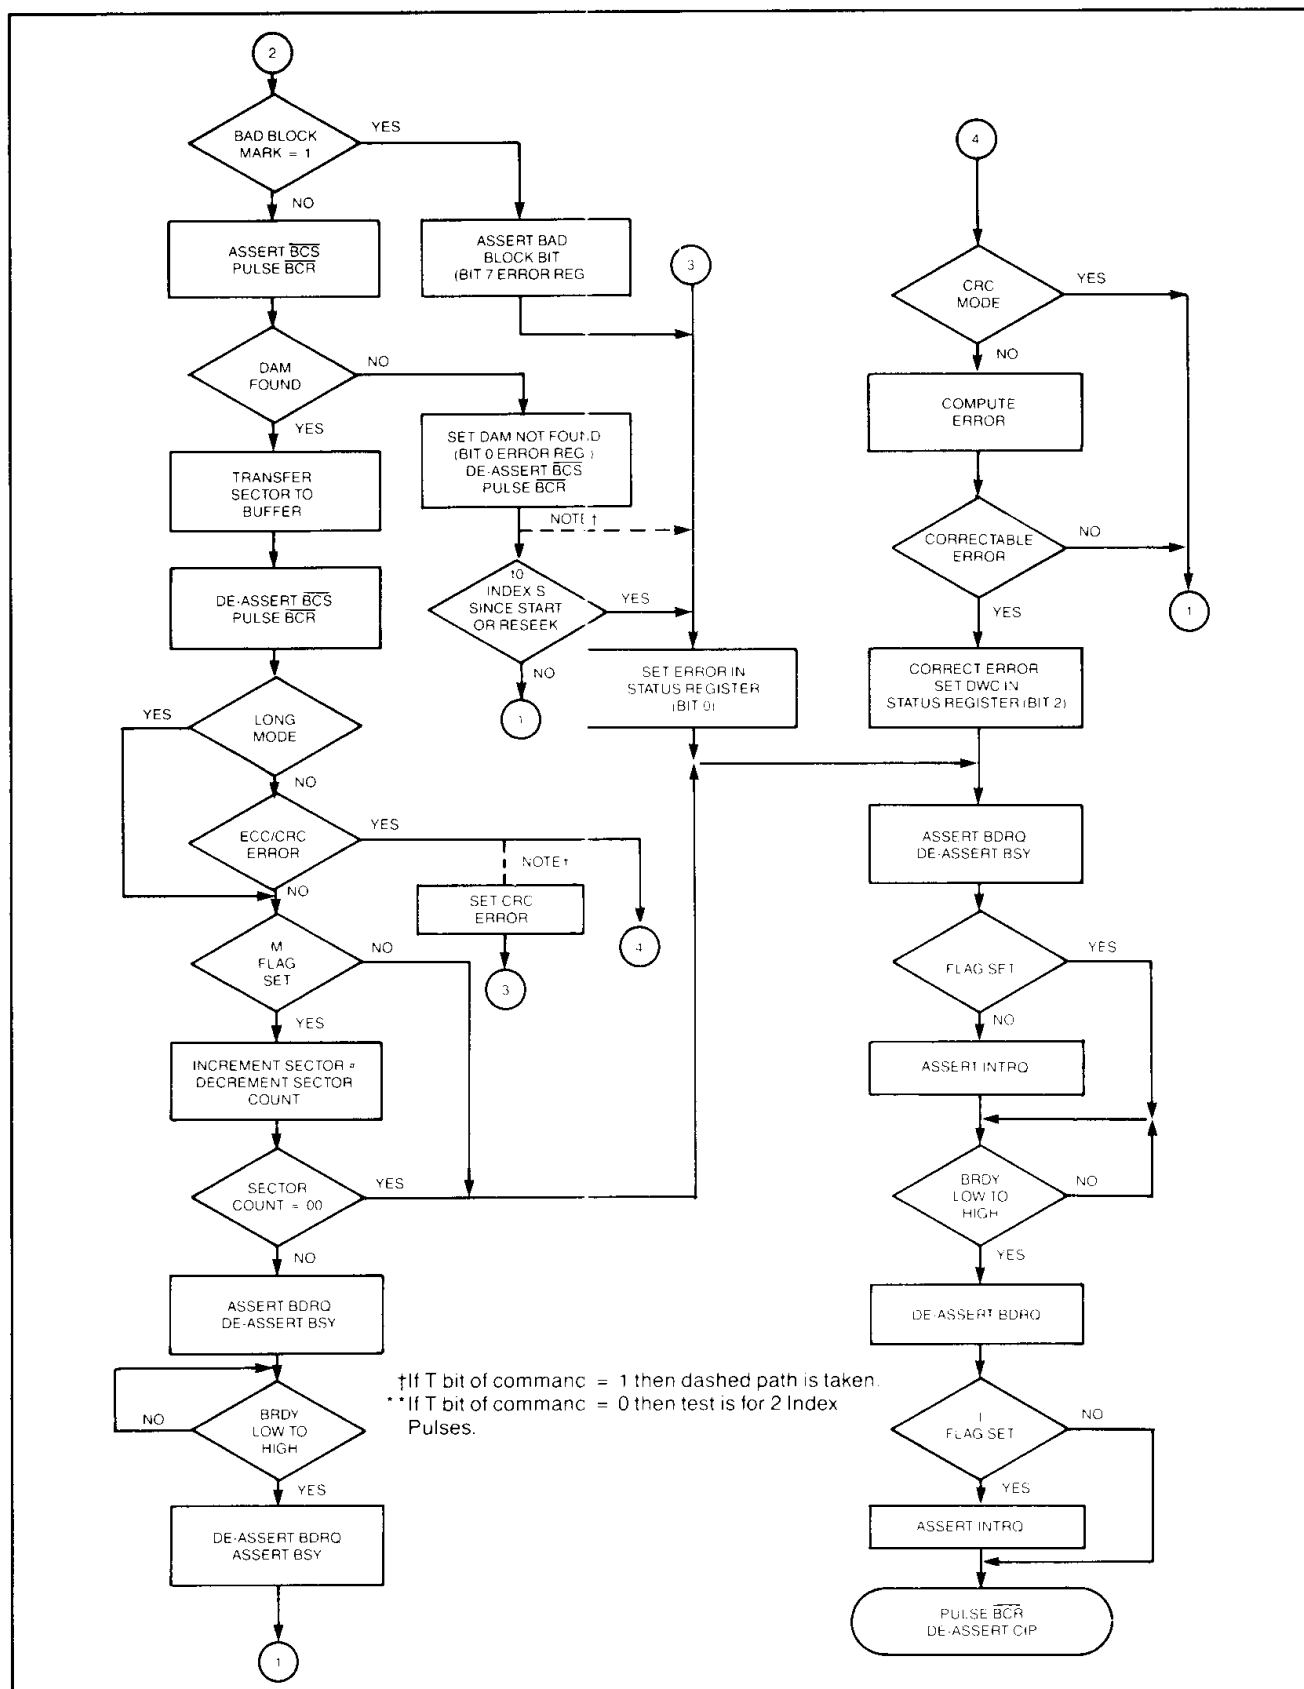 2
BAD BLOCK
MARK = 1
YES
NO
ASSERT BCS
PULSE BCR
ASSERT BAD
BLOCK BIT
(BIT 7 ERROR REG
3
DAM
FOUND
NO
YES
SET DAM NOT FOUND
(BIT 0 ERROR REG.)
DE-ASSERT BCS
PULSE BCR
TRANSFER
SECTOR TO
BUFFER
NOTE †
DE-ASSERT BCS
PULSE BCR
10
INDEX S
SINCE START
OR RESEEK
YES
NO
1
SET ERROR IN
STATUS REGISTER
(BIT 0)
LONG
MODE
YES
NO
ECC/CRC
ERROR
YES
NO
NOTE †
SET CRC
ERROR
3
4
M
FLAG
SET
NO
YES
INCREMENT SECTOR #
DECREMENT SECTOR
COUNT
SECTOR
COUNT = 00
YES
NO
ASSERT BDRQ
DE-ASSERT BSY
BRDY
LOW TO
HIGH
NO
YES
DE-ASSERT BDRQ
ASSERT BSY
1
†If T bit of commanc = 1 then dashed path is taken.
**If T bit of commanc = 0 then test is for 2 Index
Pulses.
4
CRC
MODE
YES
NO
COMPUTE
ERROR
CORRECTABLE
ERROR
NO
YES
1
CORRECT ERROR
SET DWC IN
STATUS REGISTER (BIT 2)
ASSERT BDRQ
DE-ASSERT BSY
FLAG SET
YES
NO
ASSERT INTRQ
BRDY
LOW TO
HIGH
NO
YES
DE-ASSERT BDRQ
I
FLAG SET
NO
YES
ASSERT INTRQ
PULSE BCR
DE-ASSERT CIP